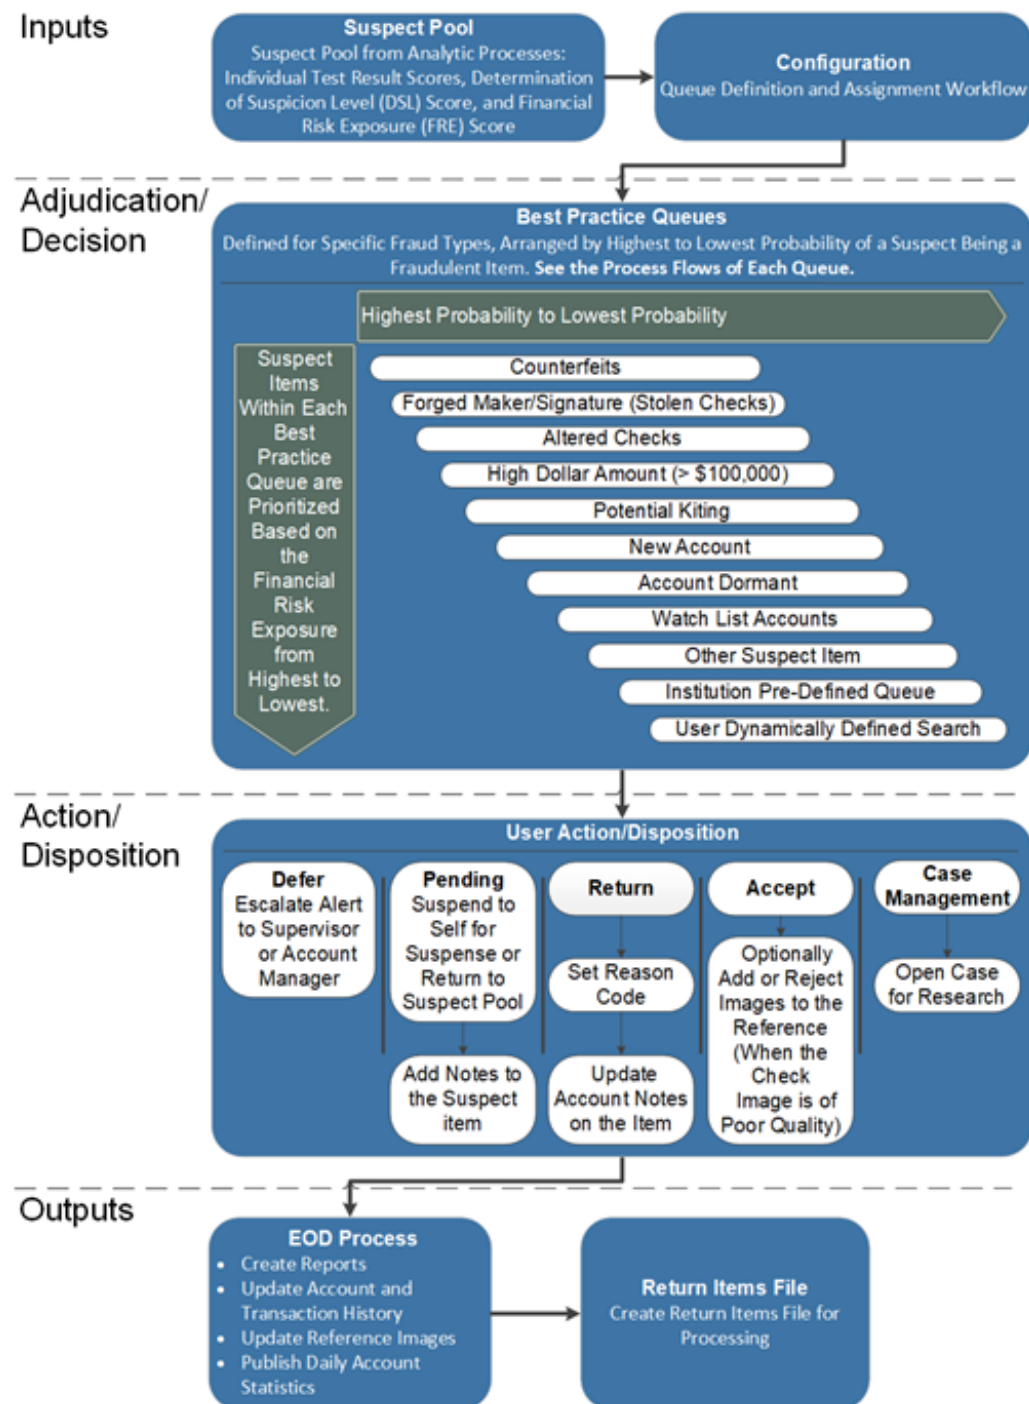 Inputs
Suspect Pool
Suspect Pool from Analytic Processes:
Individual Test Result Scores, Determination
of Suspicion Level (DSL) Score, and Financial
Risk Exposure (FRE) Score
Configuration
Queue Definition and Assignment Workflow
Adjudication/
Decision
Best Practice Queues
Defined for Specific Fraud Types, Arranged by Highest to Lowest Probability of a Suspect Being a
Fraudulent Item. See the Process Flows of Each Queue.
Highest Probability to Lowest Probability
Suspect
Items
Within Each
Best
Practice
Queue are
Prioritized
Based on
the
Financial
Risk
Exposure
from
Highest to
Lowest.
Counterfeits
Forged Maker/Signature (Stolen Checks)
Altered Checks
High Dollar Amount (> $100,000)
Potential Kiting
New Account
Account Dormant
Watch List Accounts
Other Suspect Item
Institution Pre-Defined Queue
User Dynamically Defined Search
Action/
Disposition
User Action/Disposition
Defer
Escalate Alert
to Supervisor
or Account
Manager
Pending
Suspend to
Self for
Suspense or
Return to
Suspect Pool
Add Notes to
the Suspect
item
Return
Set Reason
Code
Update
Account Notes
on the Item
Accept
Optionally
Add or Reject
Images to the
Reference
(When the
Check
Image is of
Poor Quality)
Case
Management
Open Case
for Research
Outputs
EOD Process
• Create Reports
• Update Account and
Transaction History
• Update Reference Images
• Publish Daily Account
Statistics
Return Items File
Create Return Items File for
Processing